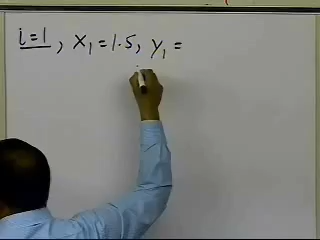 i=1, x₁=1.5, y₁=